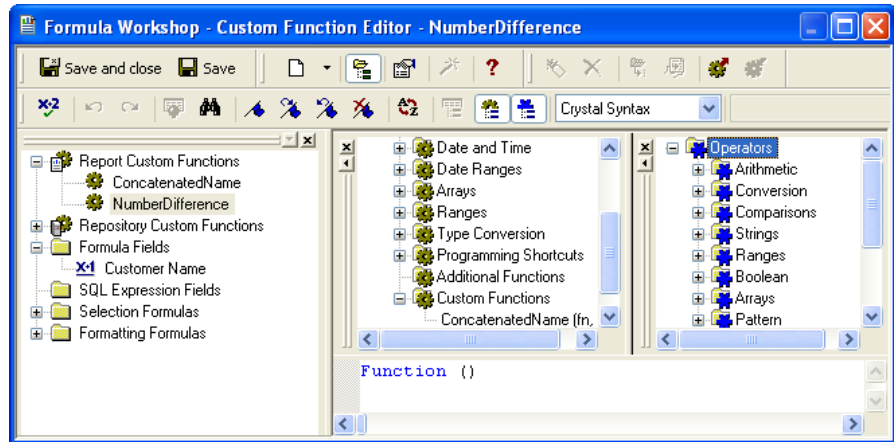 Formula Workshop - Custom Function Editor - NumberDifference
Save and close Save
Crystal Syntax
Report Custom Functions
ConcatenatedName
NumberDifference
Repository Custom Functions
Formula Fields
Customer Name
SQL Expression Fields
Selection Formulas
Formatting Formulas
Date and Time
Date Ranges
Arrays
Ranges
Type Conversion
Programming Shortcuts
Additional Functions
Custom Functions
ConcatenatedName (fn,
Operators
Arithmetic
Conversion
Comparisons
Strings
Ranges
Boolean
Arrays
Pattern
Function ()